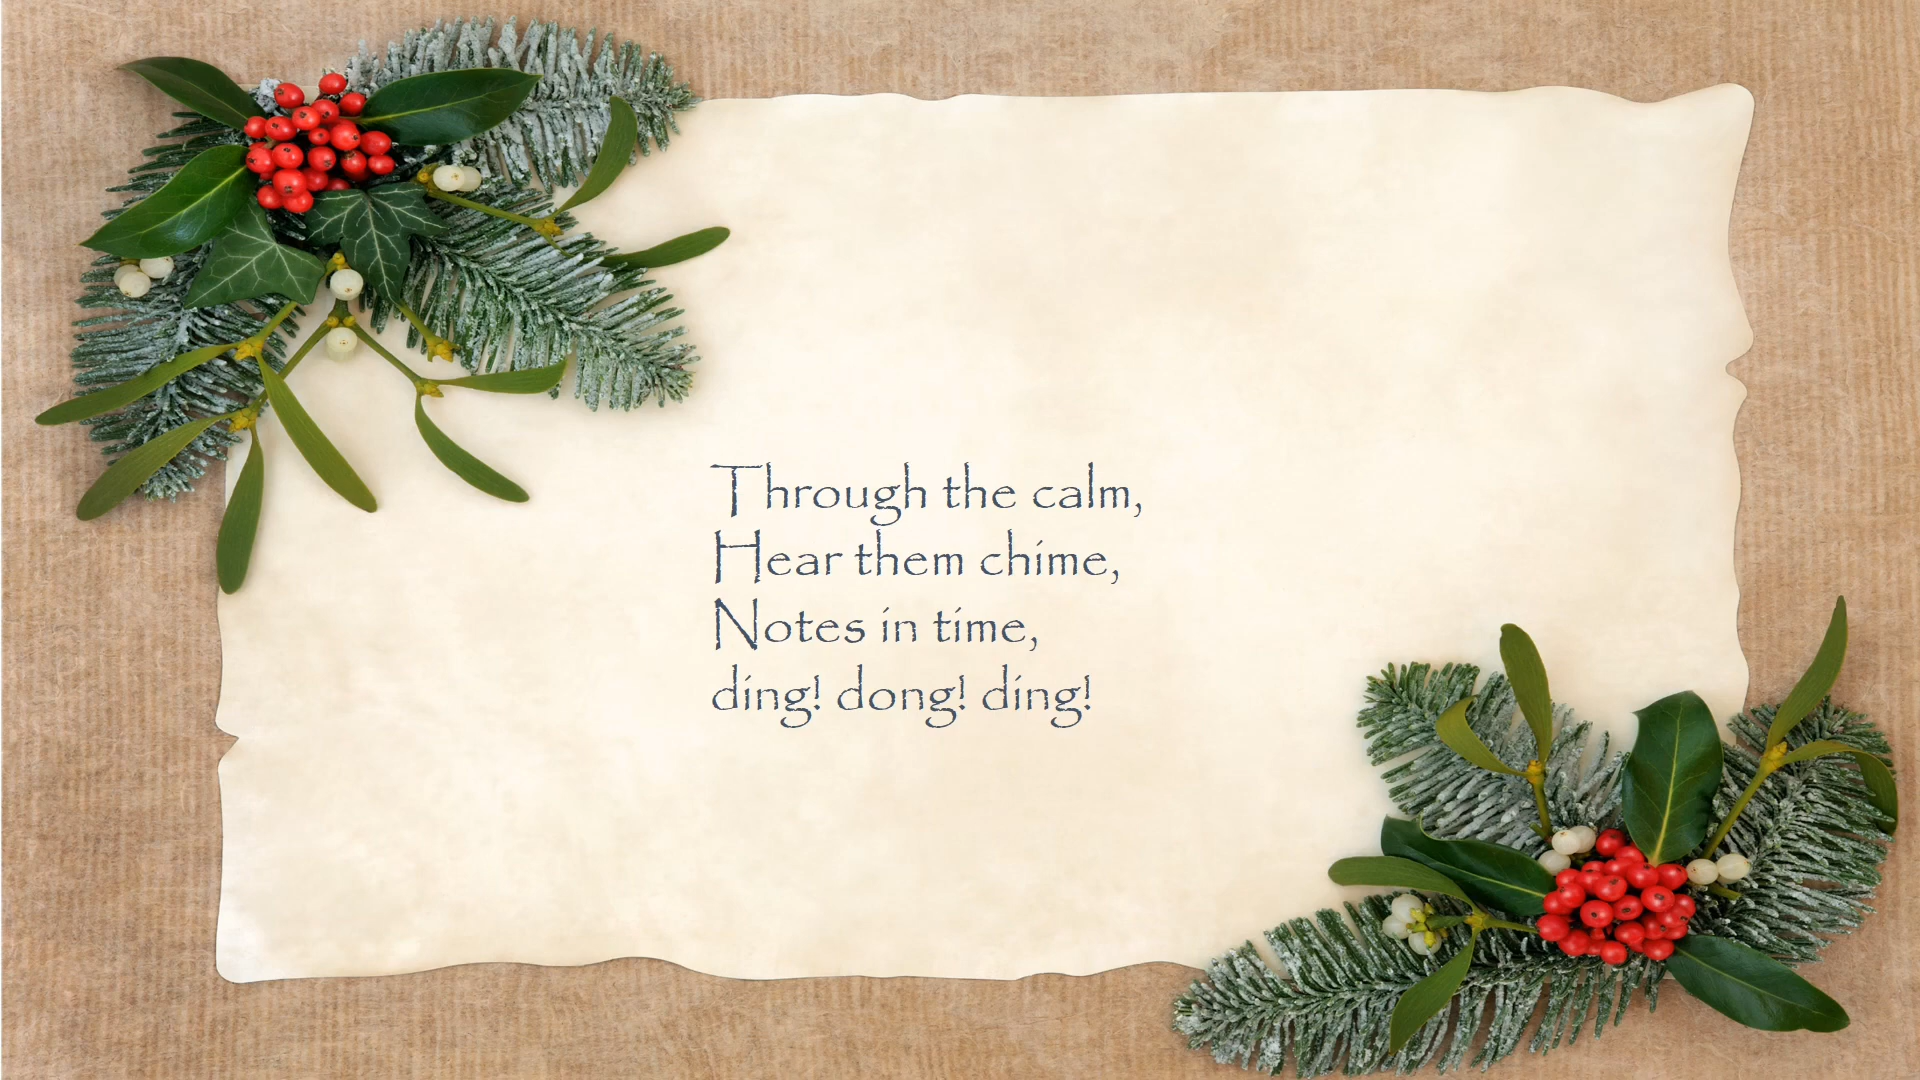 Through the calm,
Hear them chime,
Notes in time,
ding! dong! ding!